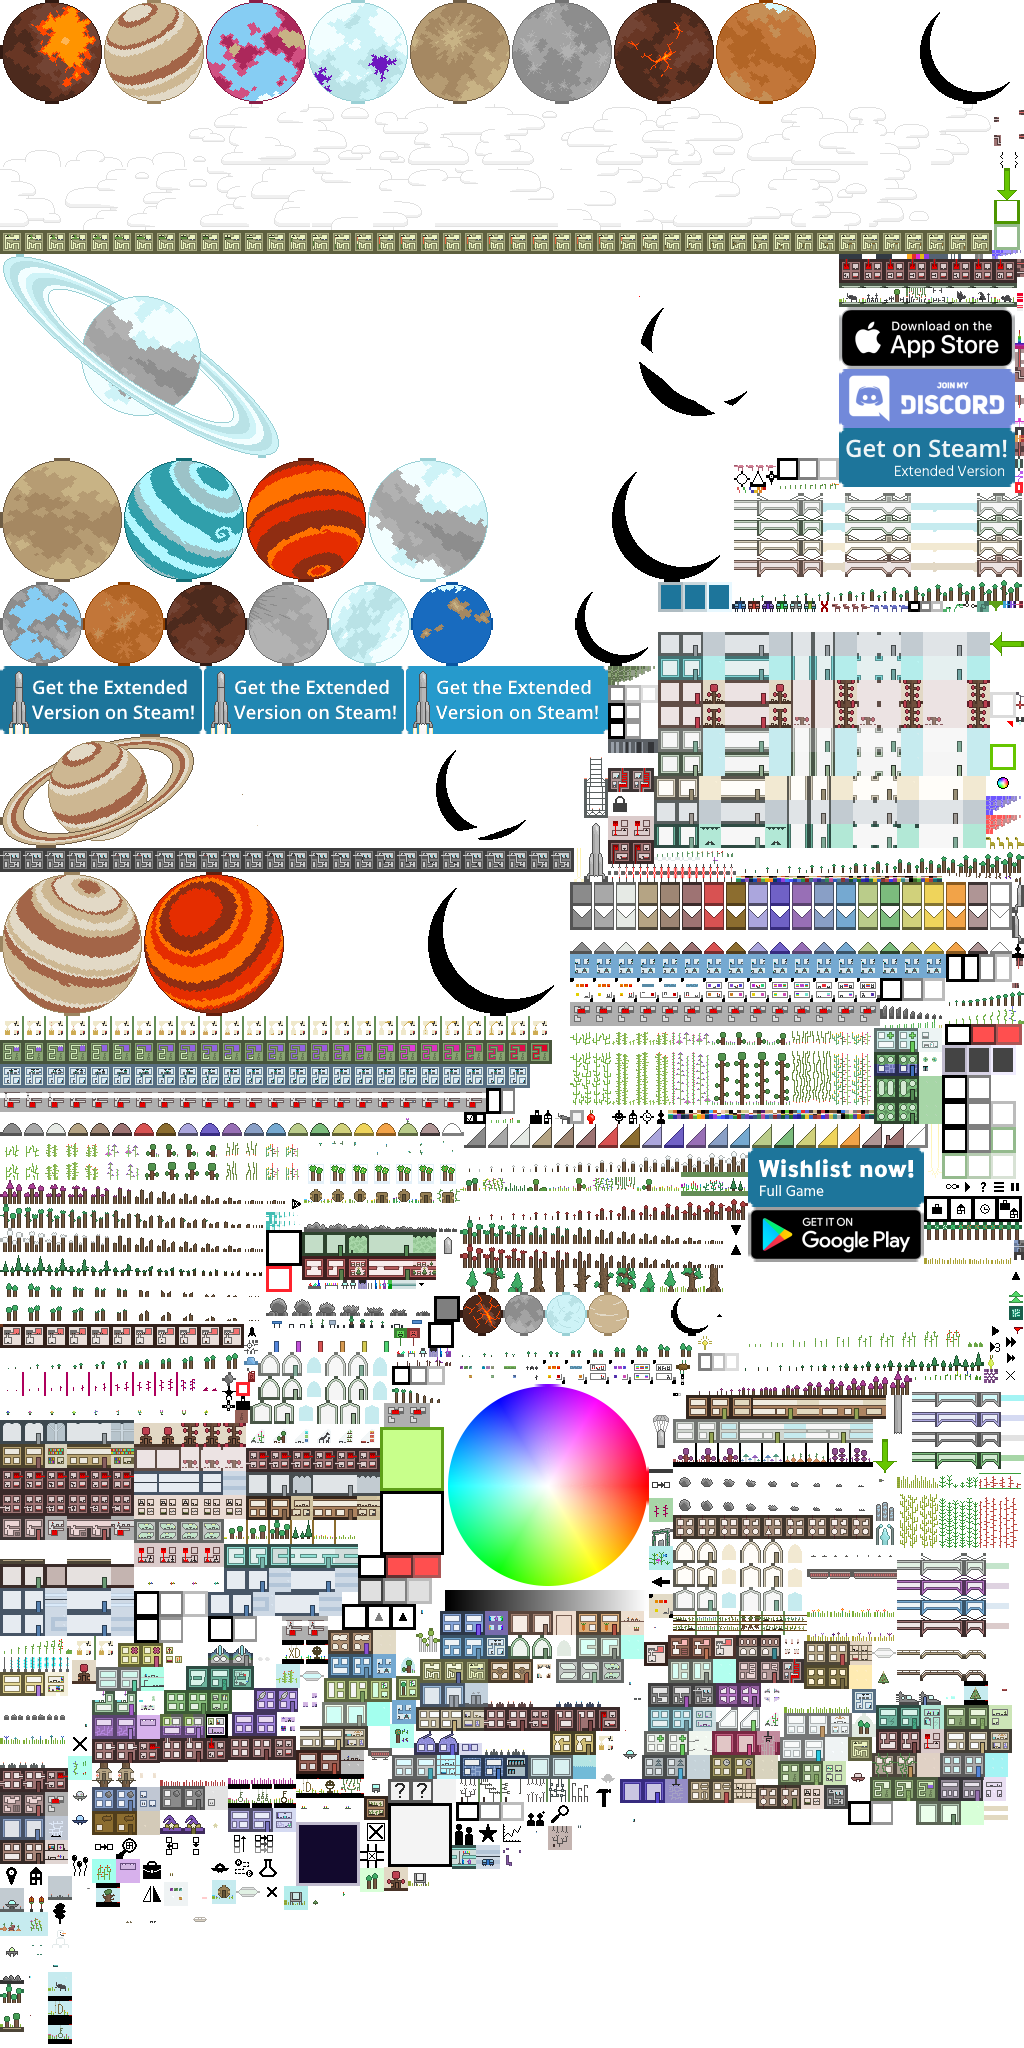 Download on the
App Store
JOIN MY
DISCORD
Get on Steam!
Extended Version
Get the Extended
Version on Steam!
Get the Extended
Version on Steam!
Get the Extended
Version on Steam!
Wishlist now!
Full Game
GET IT ON
Google Play
?
? ?